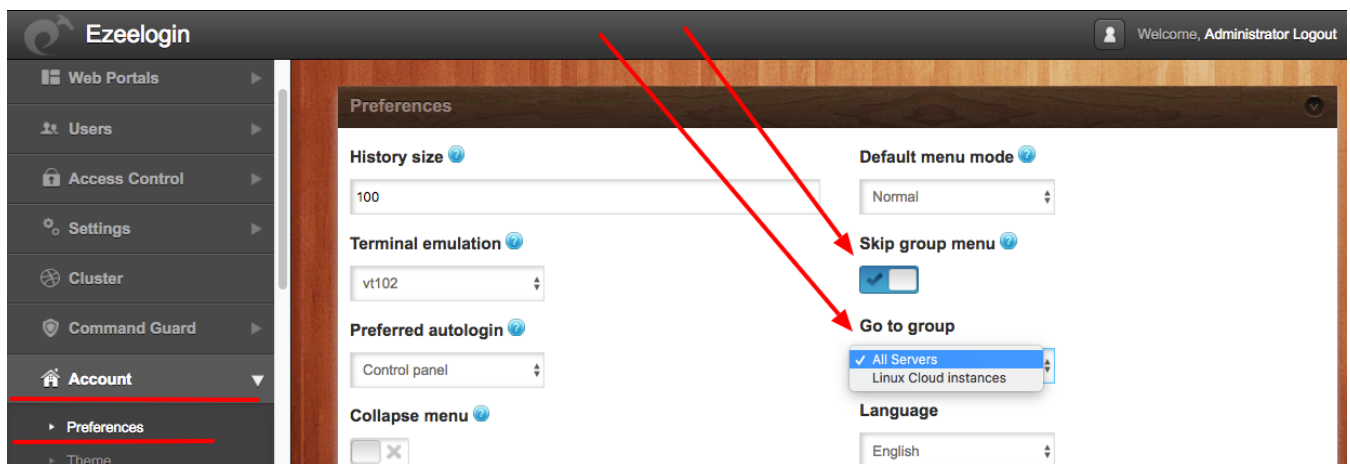 Ezeelogin
Welcome, Administrator Logout
Web Portals
Users
Access Control
Settings
Cluster
Command Guard
Account
Preferences
Theme
Preferences
History size
100
Default menu mode
Normal
Terminal emulation
vt102
Skip group menu
Preferred autologin
Control panel
Go to group
All Servers
Linux Cloud instances
Collapse menu
Language
English